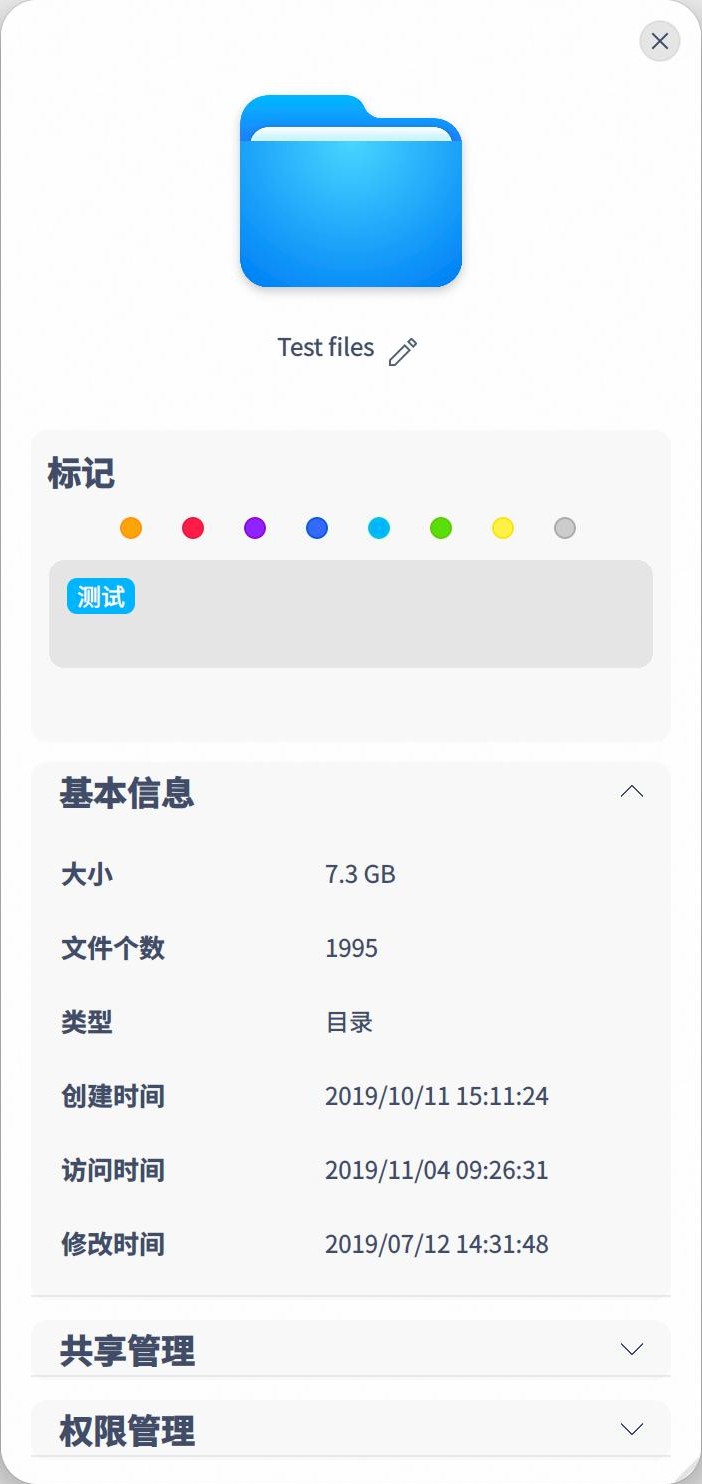 Test files
标记
测试
基本信息
大小 7.3 GB
文件个数 1995
类型 目录
创建时间 2019/10/11 15:11:24
访问时间 2019/11/04 09:26:31
修改时间 2019/07/12 14:31:48
共享管理
权限管理